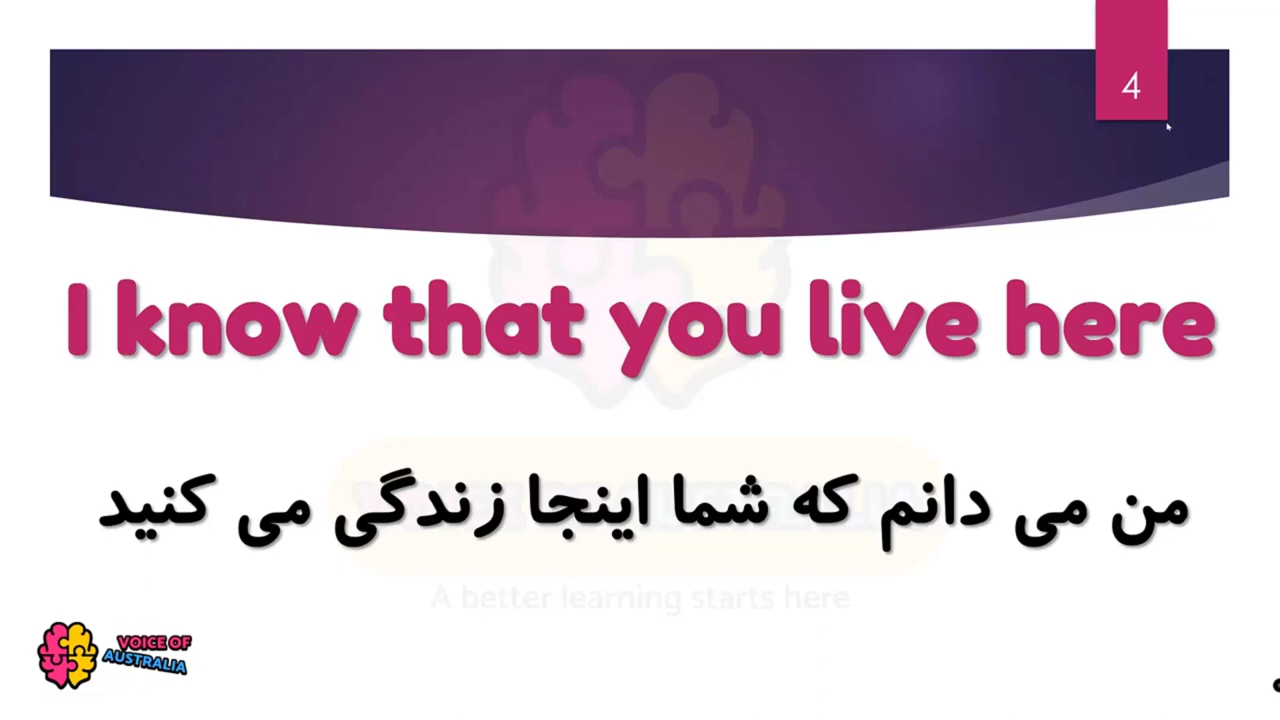 4
I know that you live here
من می دانم که شما اینجا زندگی می کنید
A better learning starts here
VOICE OF
AUSTRALIA